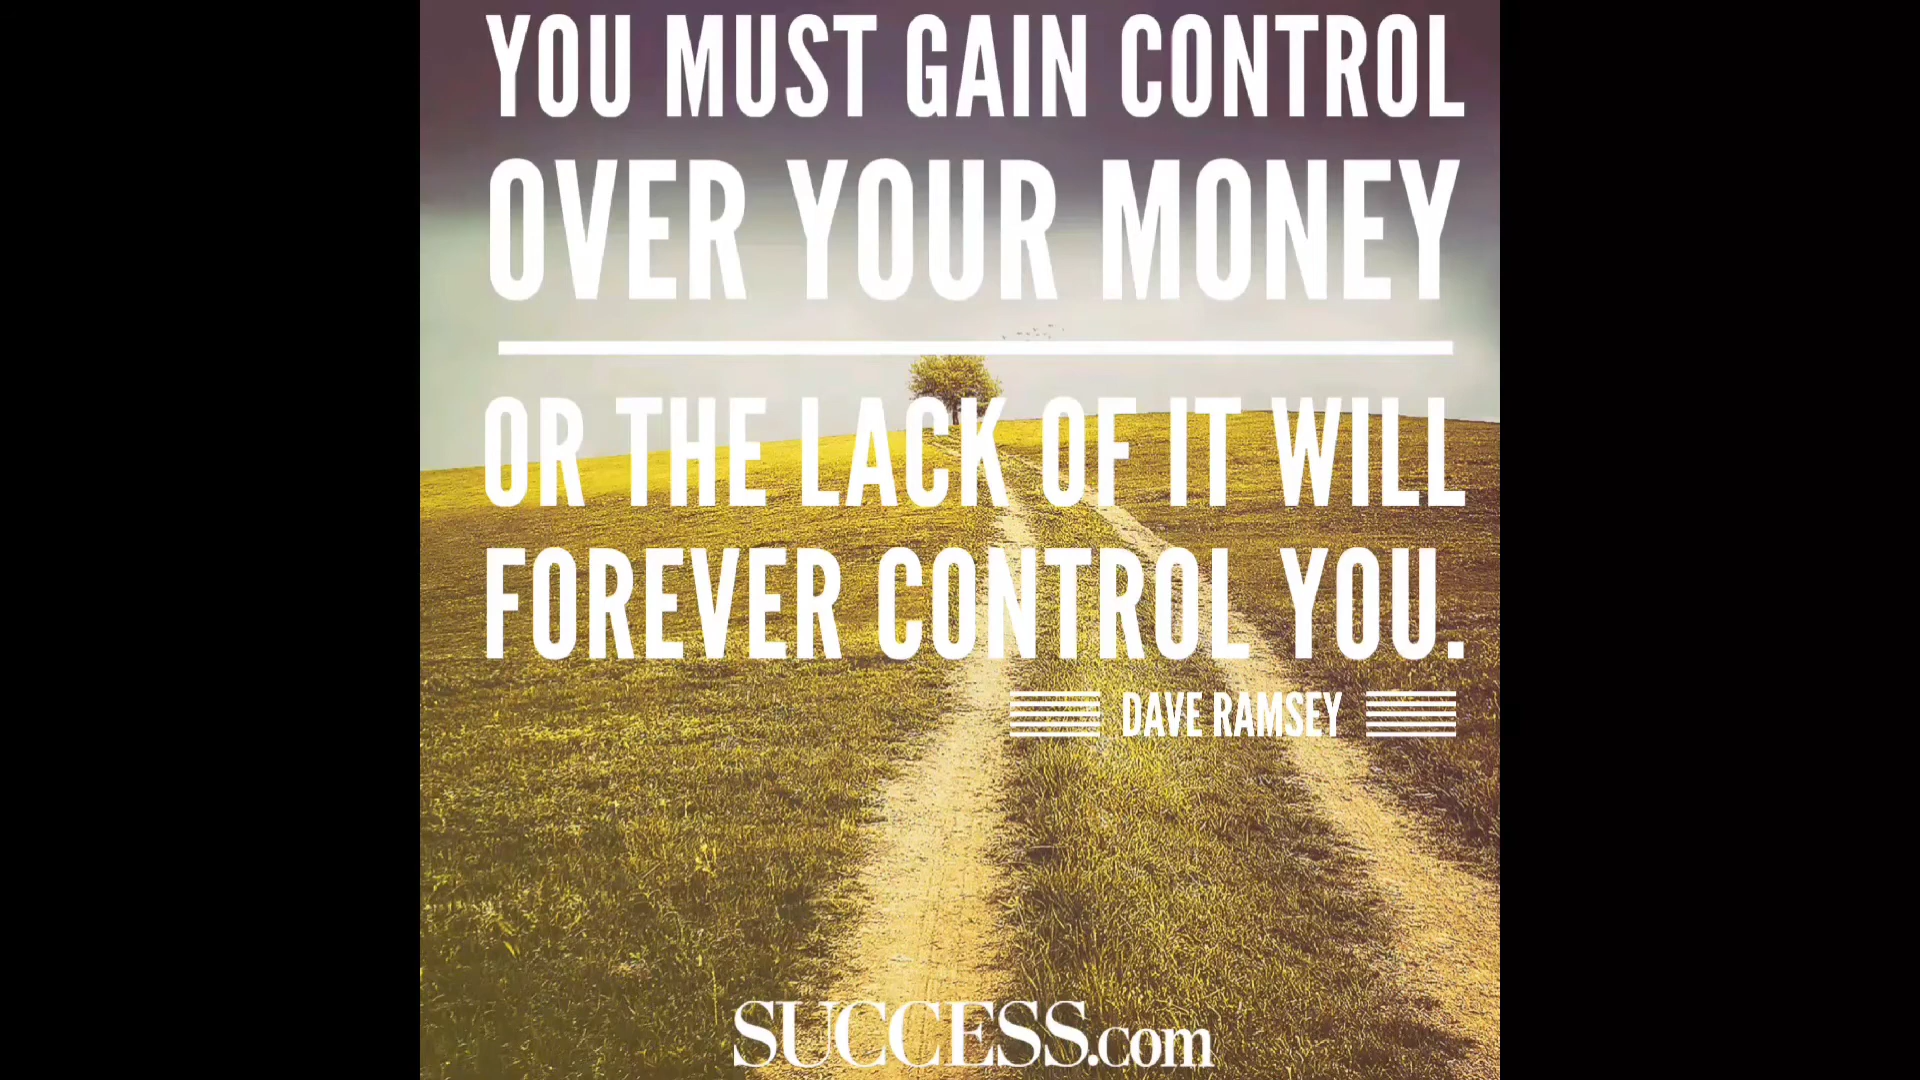 YOU MUST GAIN CONTROL
OVER YOUR MONEY
OR THE LACK OF IT WILL
FOREVER CONTROL YOU.
DAVE RAMSEY
SUCCESS.com